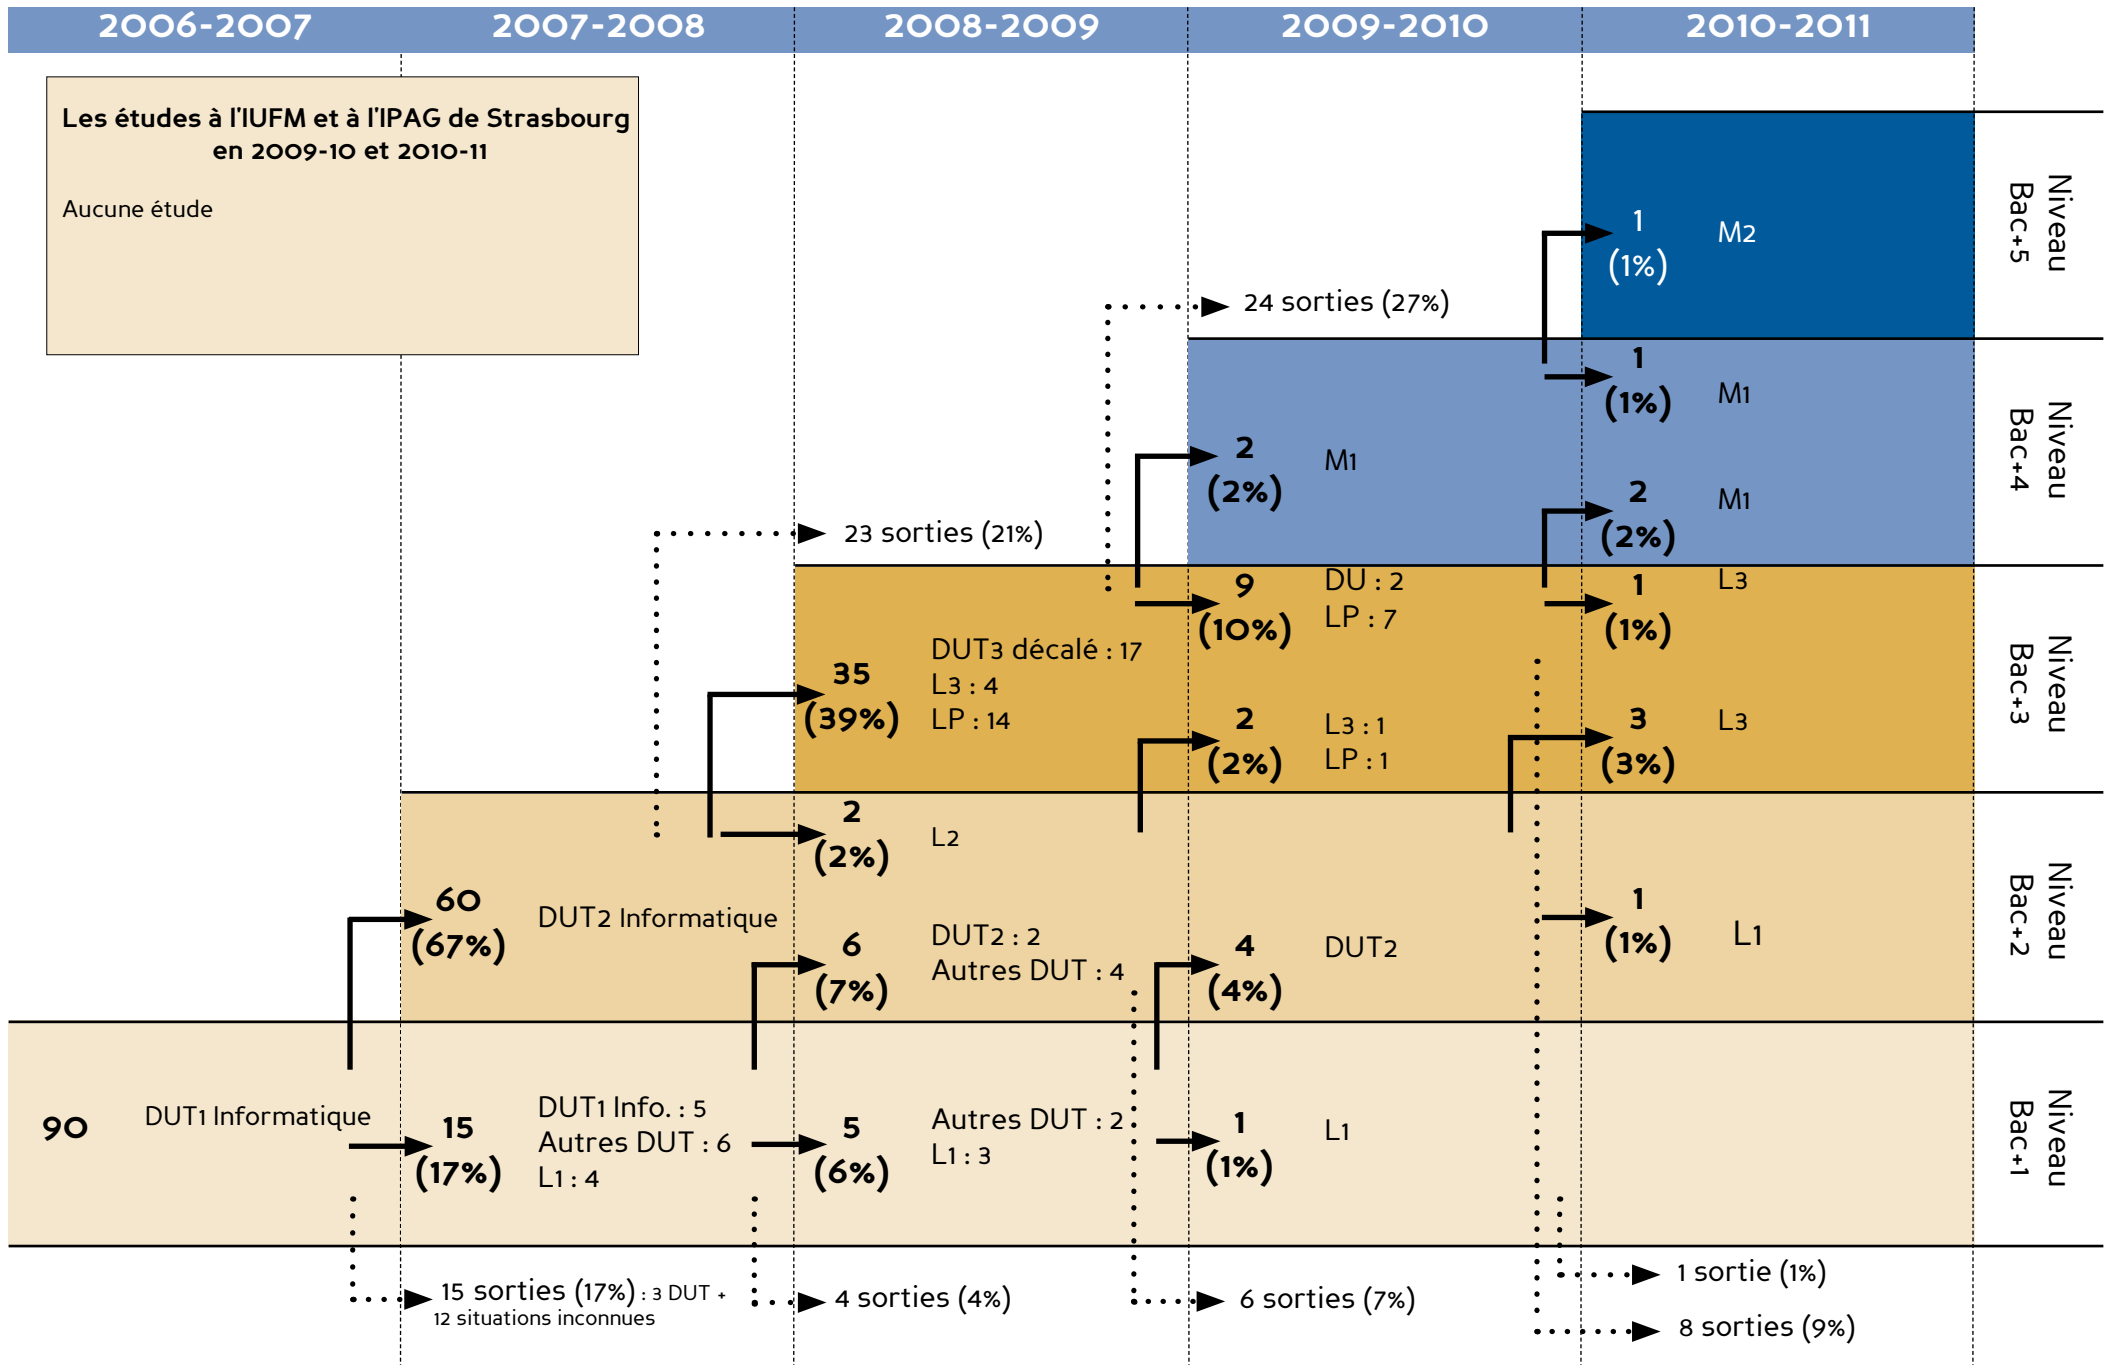 2006-2007
2007-2008
2008-2009
2009-2010
2010-2011
Les études à l'IUFM et à l'IPAG de Strasbourg
en 2009-10 et 2010-11
Aucune étude
Niveau
Bac+5
1
(1%)
M2
24 sorties (27%)
Niveau
Bac+4
2
(2%)
M1
1
(1%)
M1
2
(2%)
M1
23 sorties (21%)
Niveau
Bac+3
35
(39%)
DUT3 décalé : 17
L3 : 4
LP : 14
9
(10%)
DU : 2
LP : 7
2
(2%)
L3 : 1
LP : 1
1
(1%)
L3
3
(3%)
L3
Niveau
Bac+2
60
(67%)
DUT2 Informatique
2
(2%)
L2
6
(7%)
DUT2 : 2
Autres DUT : 4
4
(4%)
DUT2
1
(1%)
L1
Niveau
Bac+1
90
DUT1 Informatique
15
(17%)
DUT1 Info. : 5
Autres DUT : 6
L1 : 4
5
(6%)
Autres DUT : 2
L1 : 3
1
(1%)
L1
15 sorties (17%) : 3 DUT +
12 situations inconnues
4 sorties (4%)
6 sorties (7%)
1 sortie (1%)
8 sorties (9%)